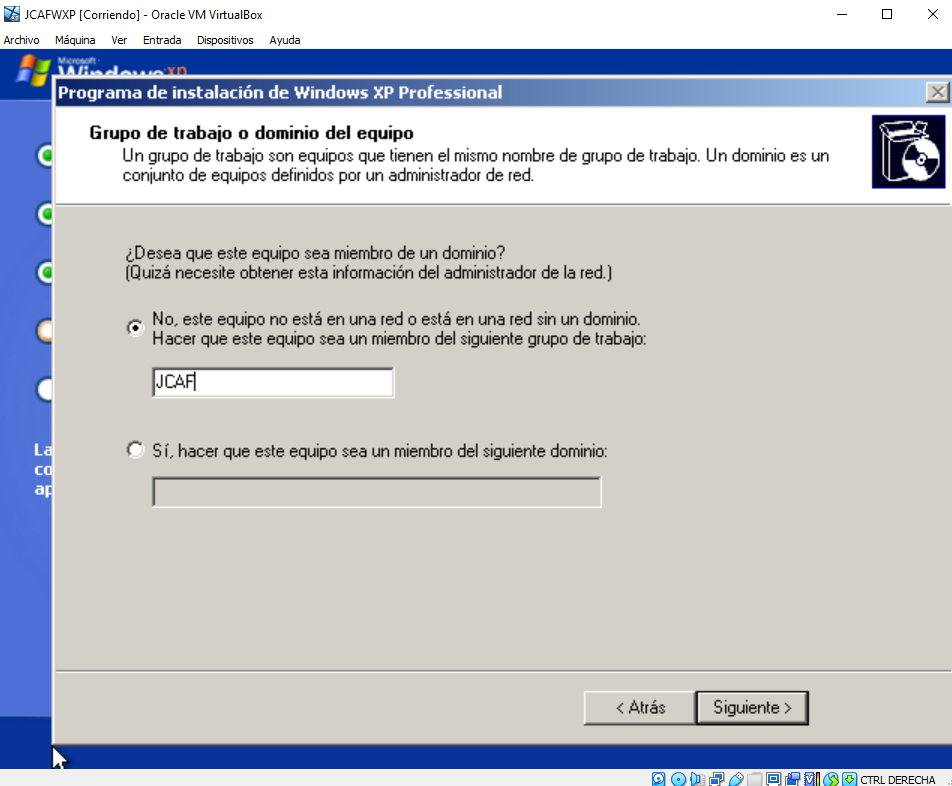 JCAFWXP [Corriendo] - Oracle VM VirtualBox
Archivo Máquina Ver Entrada Dispositivos Ayuda
Microsoft
Windows xp
Programa de instalación de Windows XP Professional
Grupo de trabajo o dominio del equipo
Un grupo de trabajo son equipos que tienen el mismo nombre de grupo de trabajo. Un dominio es un
conjunto de equipos definidos por un administrador de red.
¿Desea que este equipo sea miembro de un dominio?
(Quizá necesite obtener esta información del administrador de la red.)
No, este equipo no está en una red o está en una red sin un dominio.
Hacer que este equipo sea un miembro del siguiente grupo de trabajo:
JCAF
Sí, hacer que este equipo sea un miembro del siguiente dominio:
La
co
ap
< Atrás Siguiente >
CTRL DERECHA